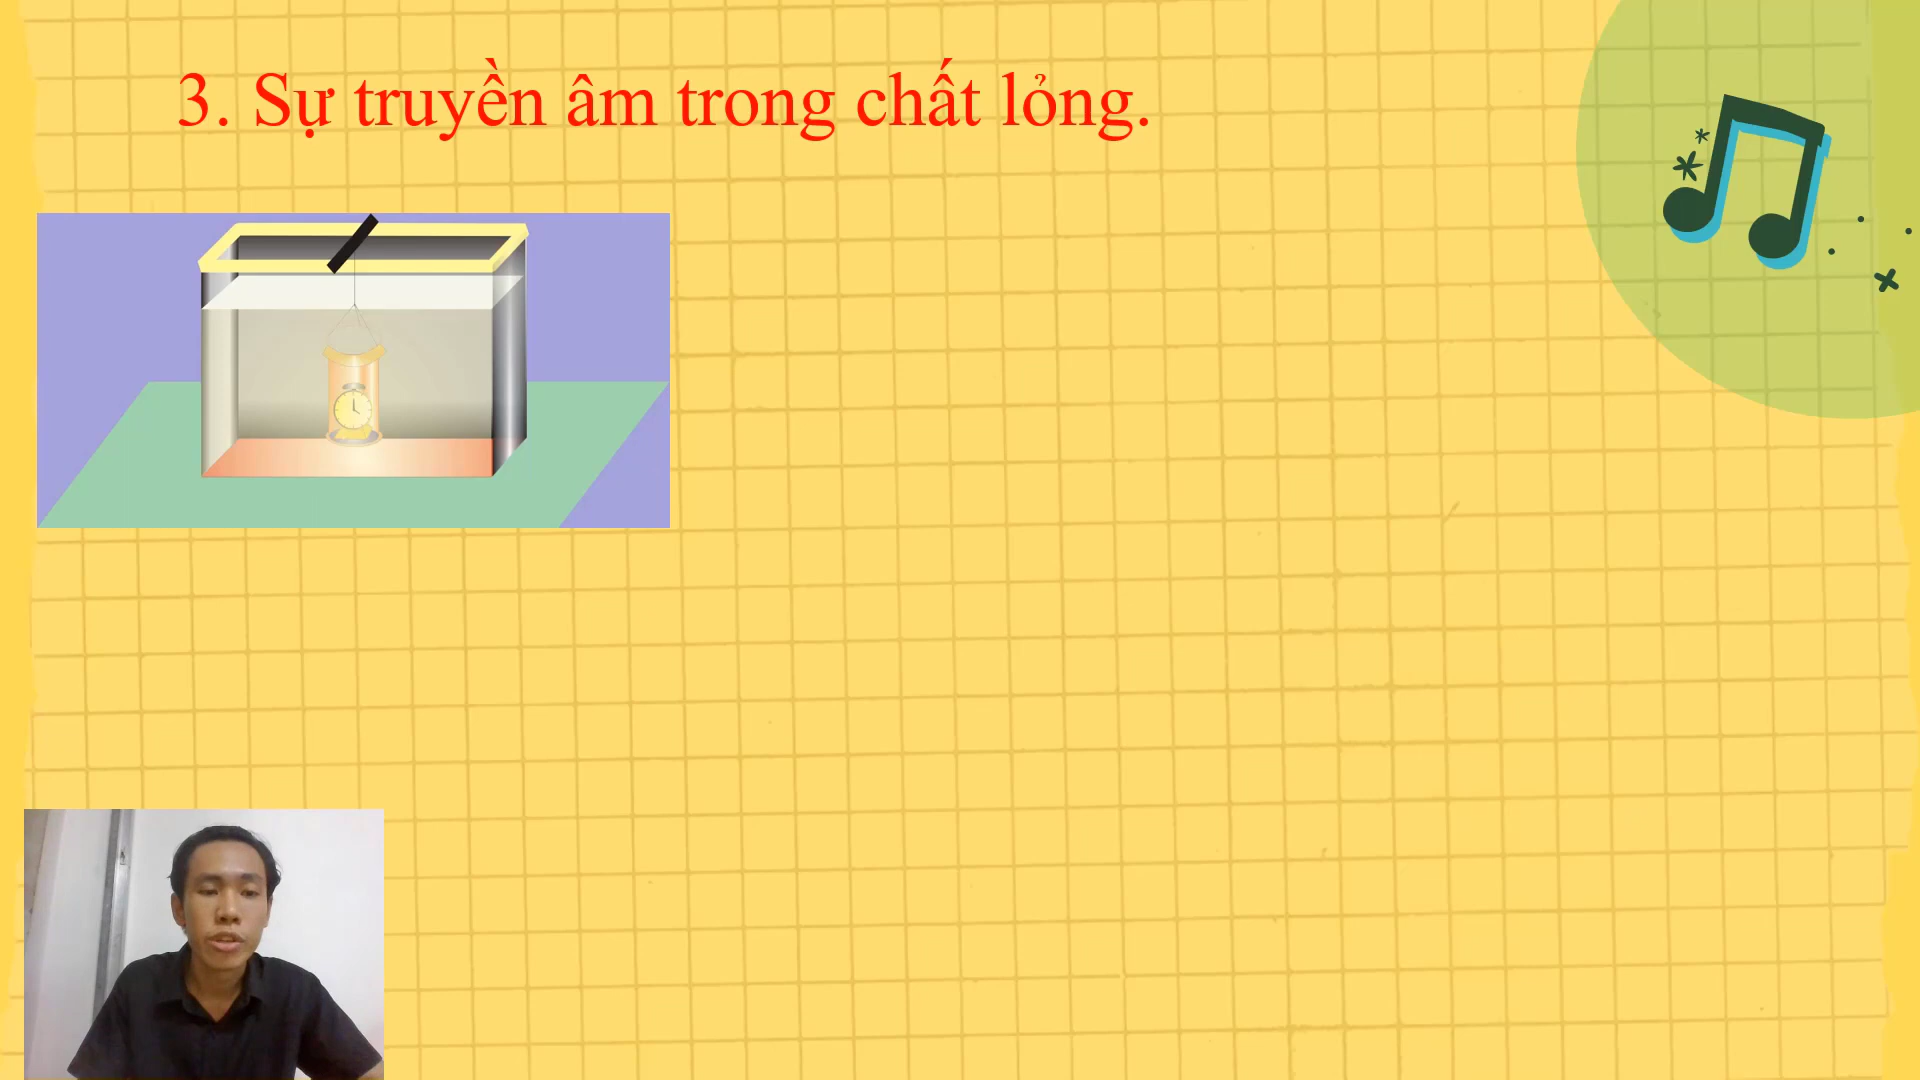 3. Sự truyền âm trong chất lỏng.